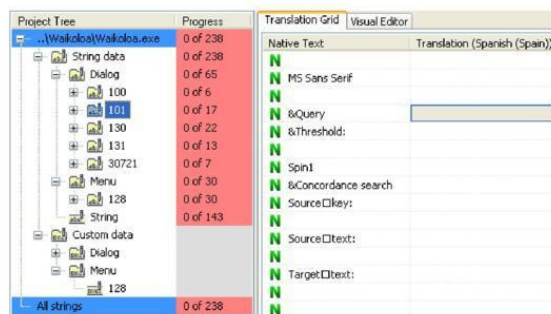 Project Tree Progress
..\Waikoloa\Waikoloa.exe 0 of 238
String data 0 of 238
Dialog 0 of 65
100 0 of 6
101 0 of 17
130 0 of 22
131 0 of 13
30721 0 of 7
Menu 0 of 30
128 0 of 30
String 0 of 143
Custom data
Dialog
Menu
128
All strings 0 of 238
Translation Grid Visual Editor
Native Text Translation (Spanish (Spain))
N
N MS Sans Serif
N
N &Query
N &Threshold:
N
N Spin1
N &Concordance search
N Source□key:
N
N Source□text:
N
N Target□text:
N
N